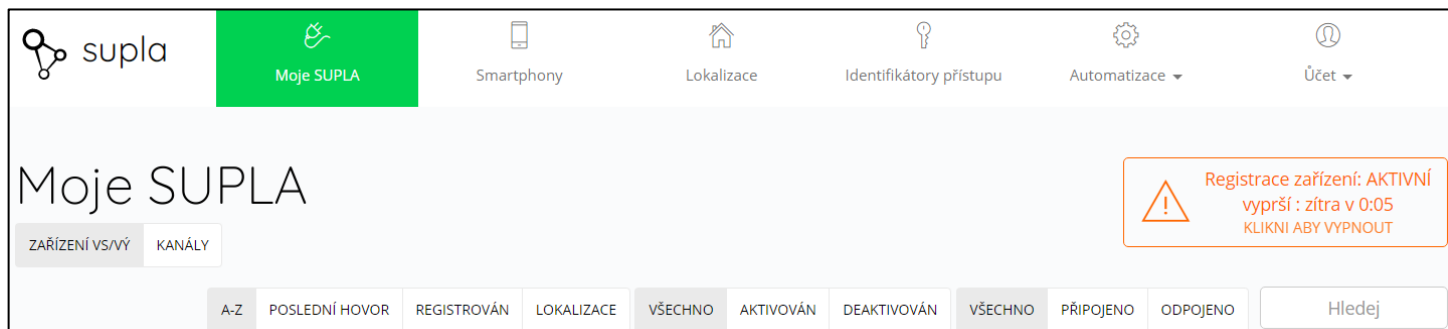 supla
Moje SUPLA
Smartphony
Lokalizace
Identifikátory přístupu
Automatizace
Účet
Moje SUPLA
Registrace zařízení: AKTIVNÍ
vyprší : zítra v 0:05
KLIKNI ABY VYPNOUT
ZAŘÍZENÍ VS/VÝ KANÁLY
A-Z POSLEDNÍ HOVOR REGISTROVÁN LOKALIZACE VŠECHNO AKTIVOVÁN DEAKTIVOVÁN VŠECHNO PŘIPOJENO ODPOJENO Hledej